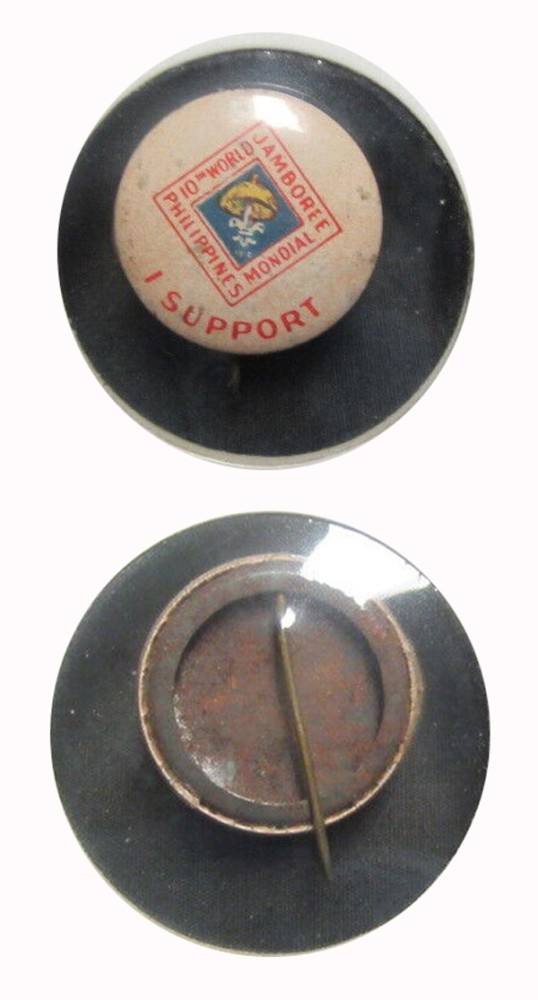 10TH WORLD
JAMBOREE
PHILIPPINES
MONDIAL
I SUPPORT